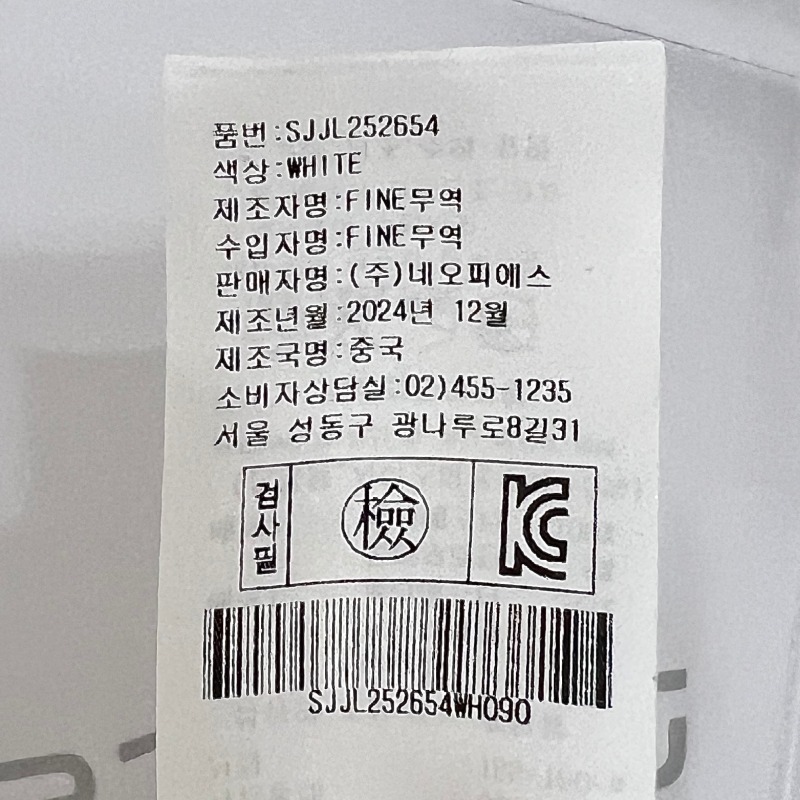 품번:SJJL252654
색상:WHITE
제조자명:FINE무역
수입자명:FINE무역
판매자명:(주)네오피에스
제조년월:2024년 12월
제조국명:중국
소비자상담실:02)455-1235
서울 성동구 광나루로8길31
검사필
檢
KC
SJJL252654WH090